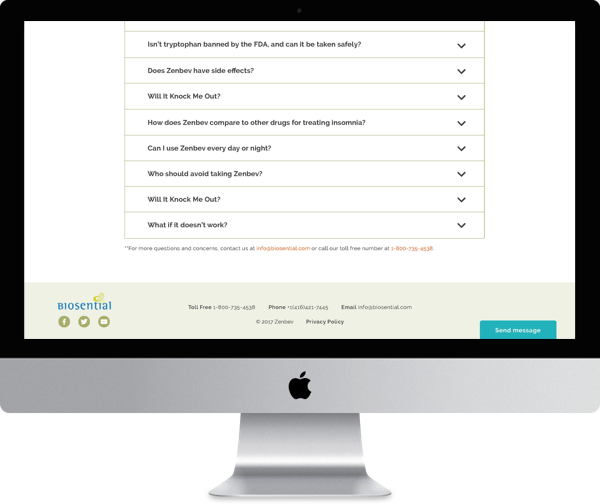 Isn't tryptophan banned by the FDA, and can it be taken safely?
Does Zenbev have side effects?
Will It Knock Me Out?
How does Zenbev compare to other drugs for treating insomnia?
Can I use Zenbev every day or night?
Who should avoid taking Zenbev?
Will It Knock Me Out?
What if it doesn't work?
**For more questions and concerns, contact us at info@biosential.com or call our toll free number at 1-800-735-4538.
BIOSential
Toll Free 1-800-735-4538 Phone +1(416)421-7445 Email info@biosential.com
© 2017 Zenbev Privacy Policy
Send message